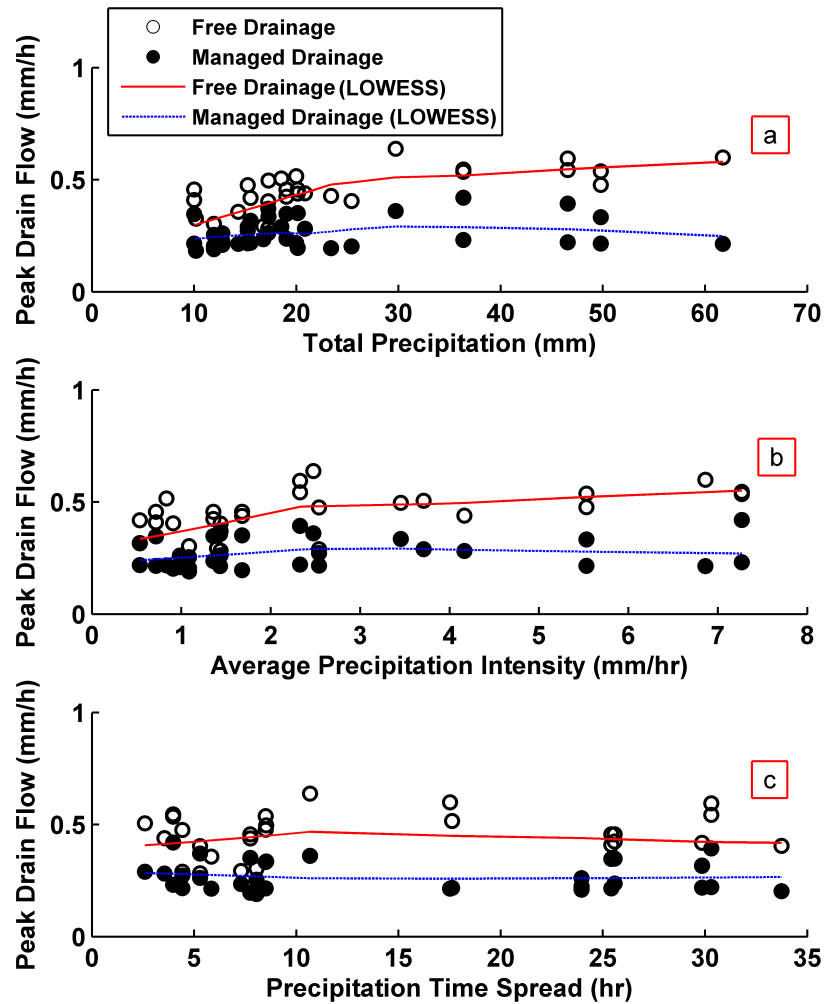 Free Drainage
Managed Drainage
Free Drainage (LOWESS)
Managed Drainage (LOWESS)
Peak Drain Flow (mm/h)
1
0.5
0
a
0 10 20 30 40 50 60 70
Total Precipitation (mm)
Peak Drain Flow (mm/h)
1
0.5
0
b
0 1 2 3 4 5 6 7 8
Average Precipitation Intensity (mm/hr)
Peak Drain Flow (mm/h)
1
0.5
0
c
0 5 10 15 20 25 30 35
Precipitation Time Spread (hr)